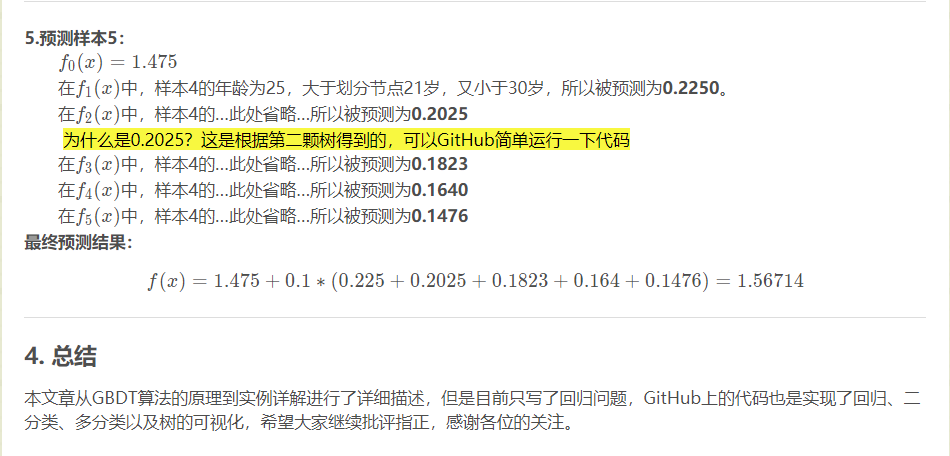 5.预测样本5：
f₀(x) = 1.475
在f₁(x)中，样本4的年龄为25，大于划分节点21岁，又小于30岁，所以被预测为0.2250。
在f₂(x)中，样本4的…此处省略…所以被预测为0.2025
为什么是0.2025？这是根据第二颗树得到的，可以GitHub简单运行一下代码
在f₃(x)中，样本4的…此处省略…所以被预测为0.1823
在f₄(x)中，样本4的…此处省略…所以被预测为0.1640
在f₅(x)中，样本4的…此处省略…所以被预测为0.1476
最终预测结果：
f(x) = 1.475 + 0.1 ∗ (0.225 + 0.2025 + 0.1823 + 0.164 + 0.1476) = 1.56714
4. 总结
本文章从GBDT算法的原理到实例详解进行了详细描述，但是目前只写了回归问题，GitHub上的代码也是实现了回归、二
分类、多分类以及树的可视化，希望大家继续批评指正，感谢各位的关注。